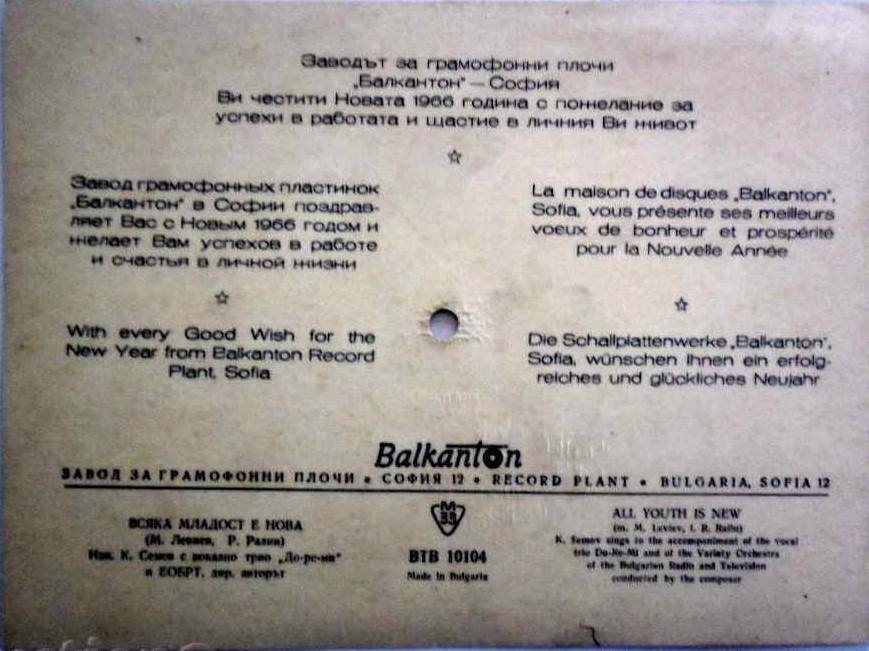 Заводът за грамофонни плочи
„Балкантон" — София
Ви честити Новата 1966 година с пожелание за
успехи в работата и щастие в личния Ви живот
Завод грамофонных пластинок
„Балкантон" в Софии поздрав-
ляет Вас с Новым 1966 годом и
желает Вам успехов в работе
и счастья в личной жизни
La maison de disques „Balkanton",
Sofia, vous présente ses meilleurs
voeux de bonheur et prospérité
pour la Nouvelle Année
With every Good Wish for the
New Year from Balkanton Record
Plant, Sofia
Die Schallplattenwerke „Balkanton",
Sofia, wünschen Ihnen ein erfolg-
reiches und glückliches Neujahr
Balkanton
ЗАВОД ЗА ГРАМОФОННИ ПЛОЧИ • СОФИЯ 12 • RECORD PLANT • BULGARIA, SOFIA 12
ВСЯКА МЛАДОСТ Е НОВА
(М. Левиев, Р. Ралин)
Изп. К. Семов с вокално трио „До-ре-ми"
и ЕОБРТ, дир. авторът
M
33
ВТВ 10104
Made in Bulgaria
ALL YOUTH IS NEW
(m. M. Leviev, l. R. Ralin)
K. Semov sings to the accompaniment of the vocal
trio Do-Re-Mi and of the Variety Orchestra
of the Bulgarian Radio and Television
conducted by the composer